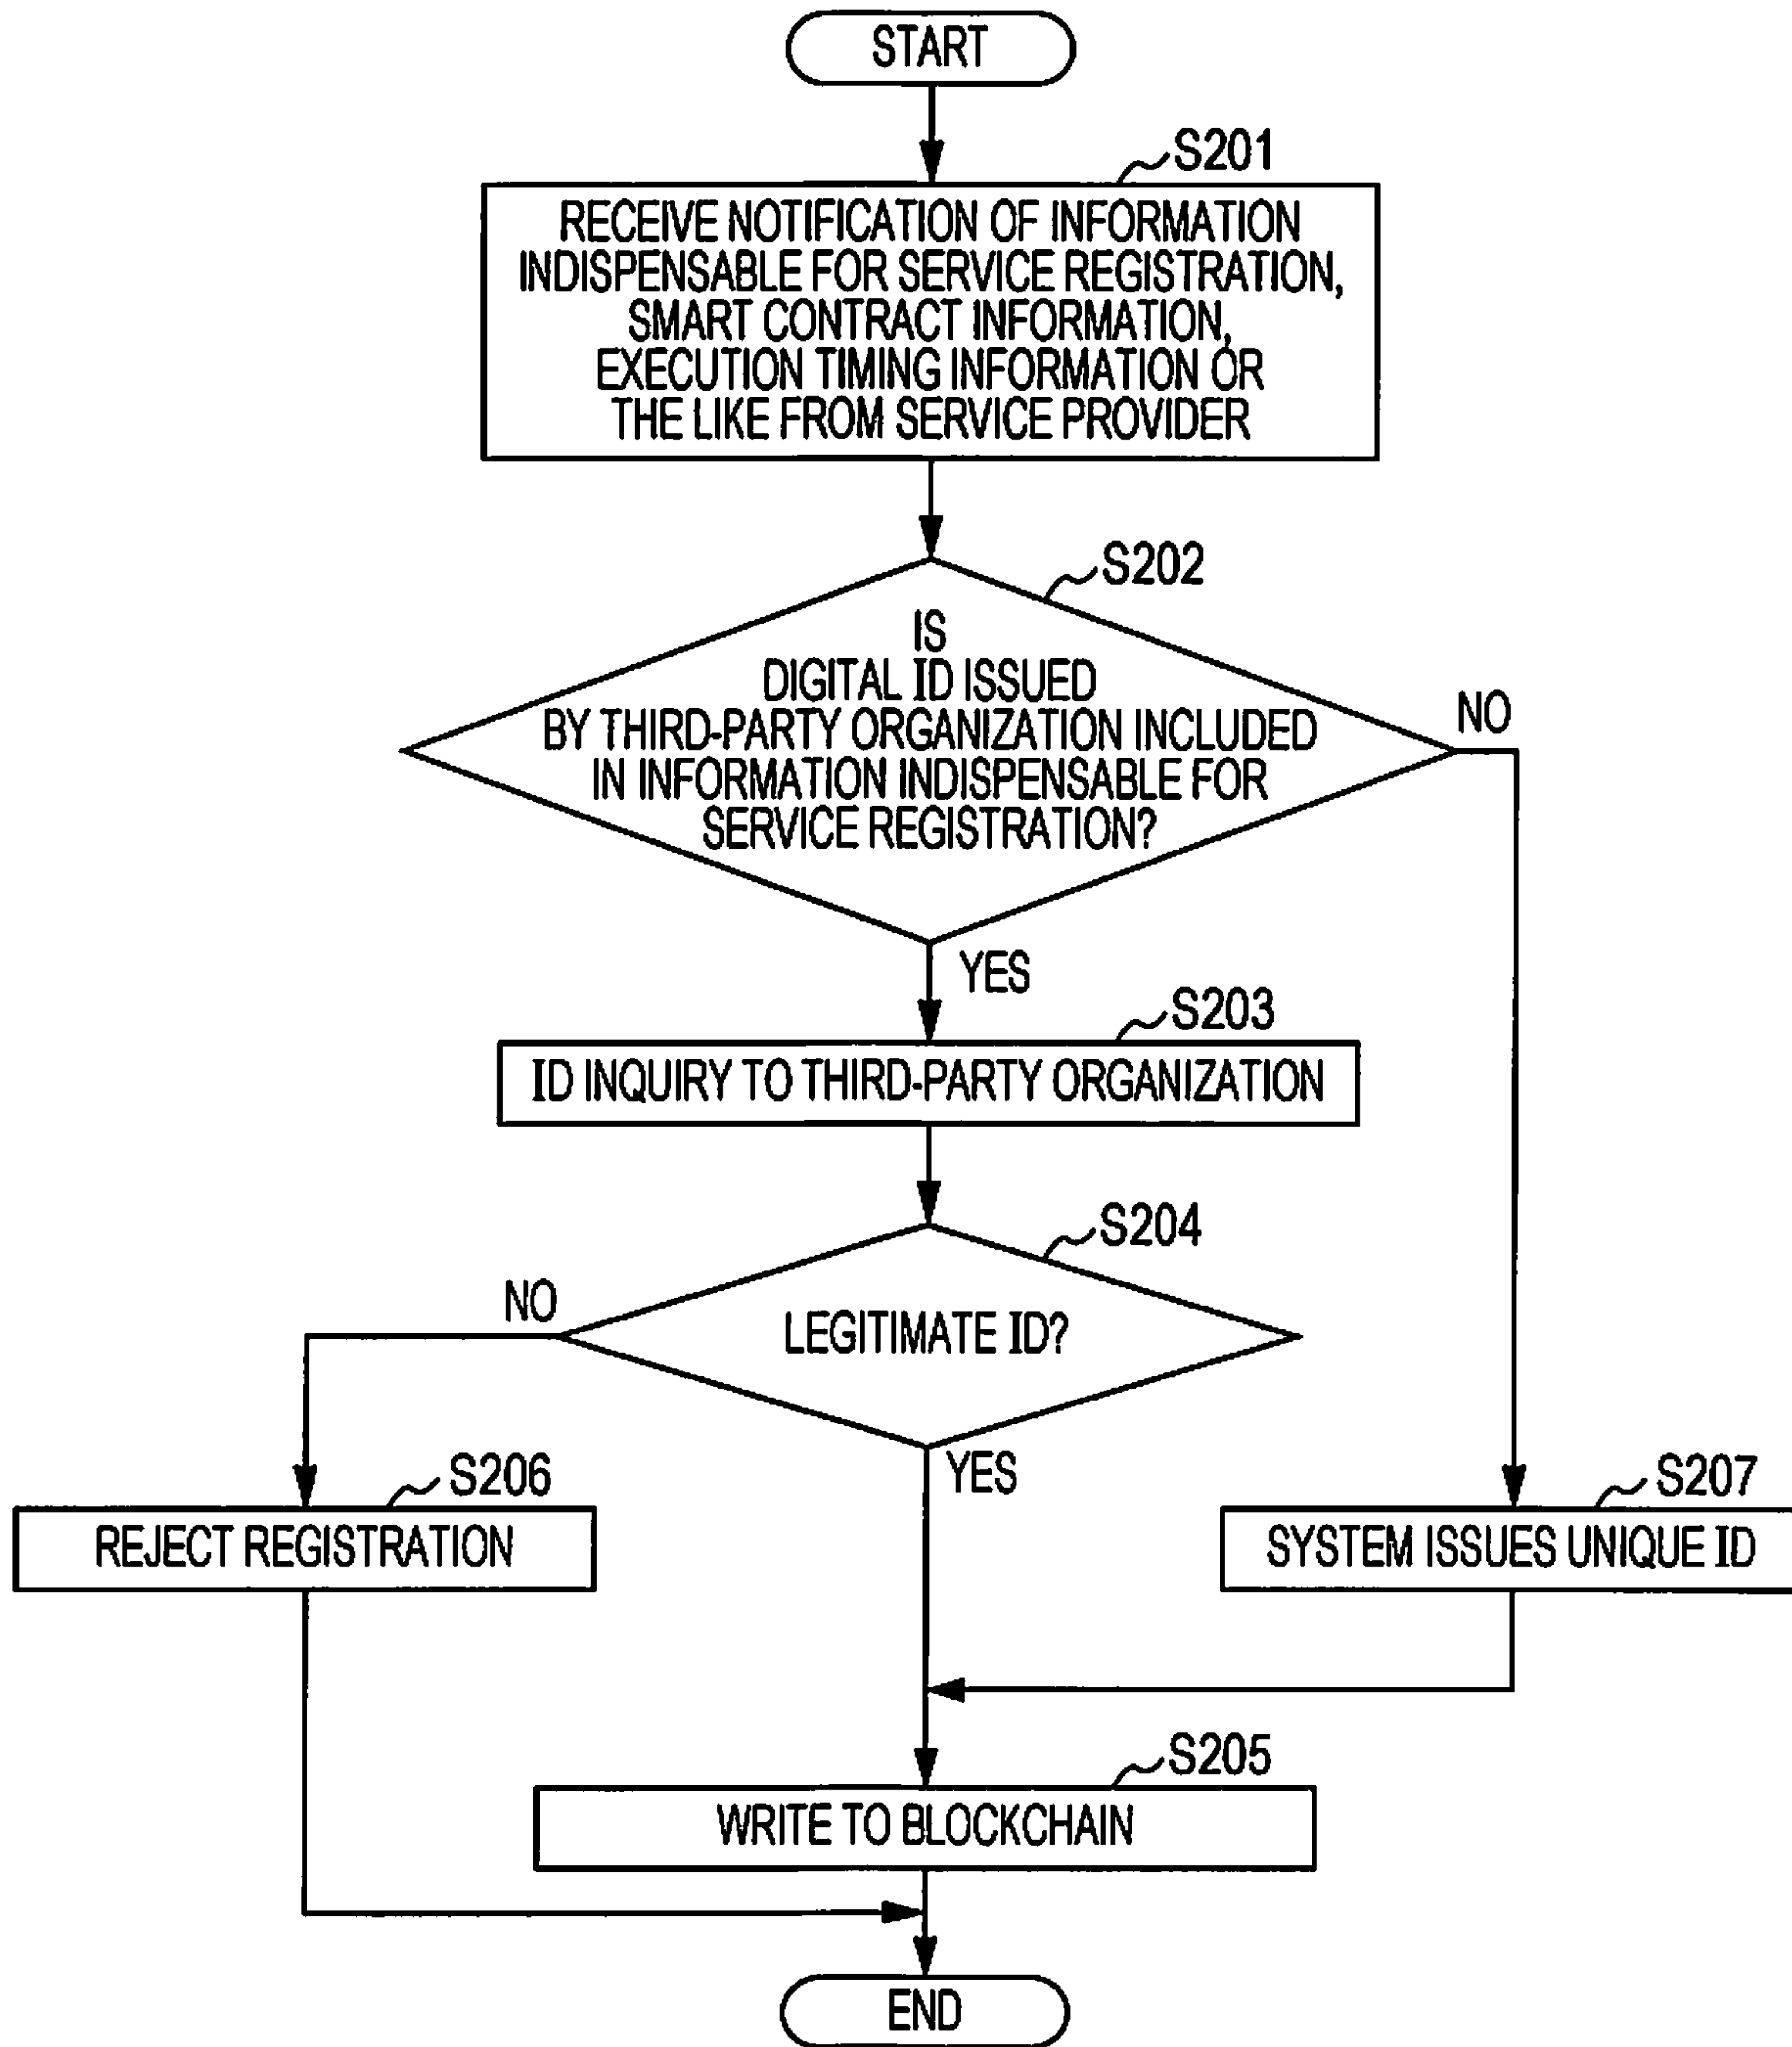 START
S201
RECEIVE NOTIFICATION OF INFORMATION
INDISPENSABLE FOR SERVICE REGISTRATION,
SMART CONTRACT INFORMATION,
EXECUTION TIMING INFORMATION OR
THE LIKE FROM SERVICE PROVIDER
S202
IS
DIGITAL ID ISSUED
BY THIRD-PARTY ORGANIZATION INCLUDED
IN INFORMATION INDISPENSABLE FOR
SERVICE REGISTRATION?
NO
YES
S203
ID INQUIRY TO THIRD-PARTY ORGANIZATION
S204
LEGITIMATE ID?
NO
YES
S206
REJECT REGISTRATION
S207
SYSTEM ISSUES UNIQUE ID
S205
WRITE TO BLOCKCHAIN
END